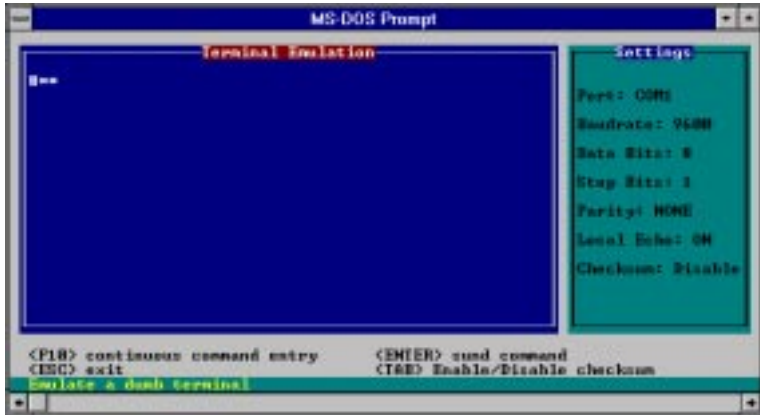 MS-DOS Prompt
Terminal Emulation
Settings
Port: COM1
Baudrate: 9600
Data Bits: 8
Stop Bits: 1
Parity: NONE
Local Echo: ON
Checksum: Disable
<F10> continuous command entry
<ENTER> send command
<ESC> exit
<TAB> Enable/Disable checksum
Emulate a dumb terminal